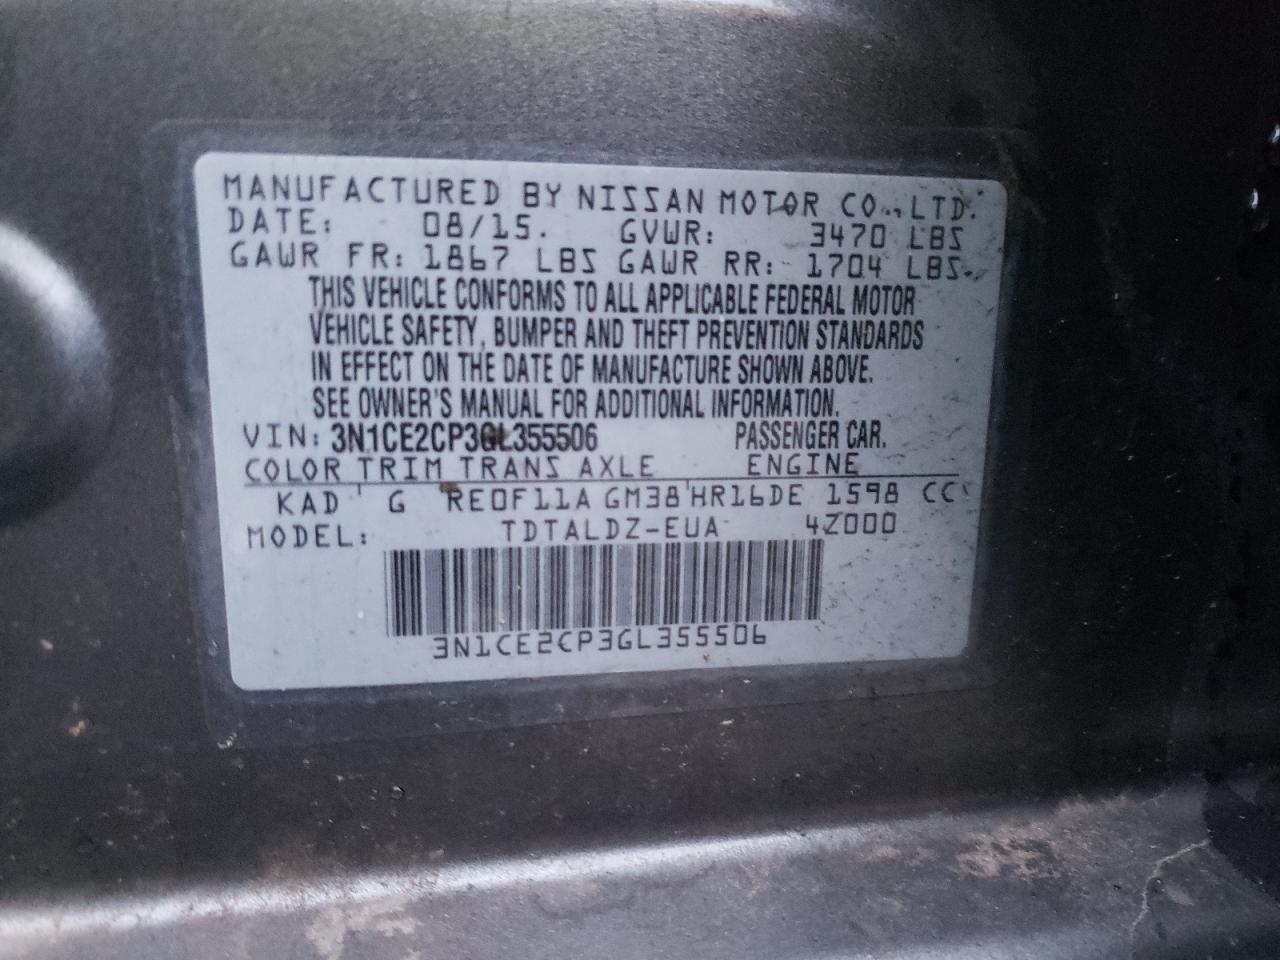 MANUFACTURED BY NISSAN MOTOR CO.,LTD.
DATE: 08/15. GVWR: 3470 LBS
GAWR FR: 1867 LBS GAWR RR: 1704 LBS.
THIS VEHICLE CONFORMS TO ALL APPLICABLE FEDERAL MOTOR
VEHICLE SAFETY, BUMPER AND THEFT PREVENTION STANDARDS
IN EFFECT ON THE DATE OF MANUFACTURE SHOWN ABOVE.
SEE OWNER'S MANUAL FOR ADDITIONAL INFORMATION.
VIN: 3N1CE2CP3GL355506 PASSENGER CAR.
COLOR TRIM TRANS AXLE ENGINE
KAD G RE0F11A GM38 HR16DE 1598 CC
MODEL: TDTALDZ-EUA 4Z000
3N1CE2CP3GL355506